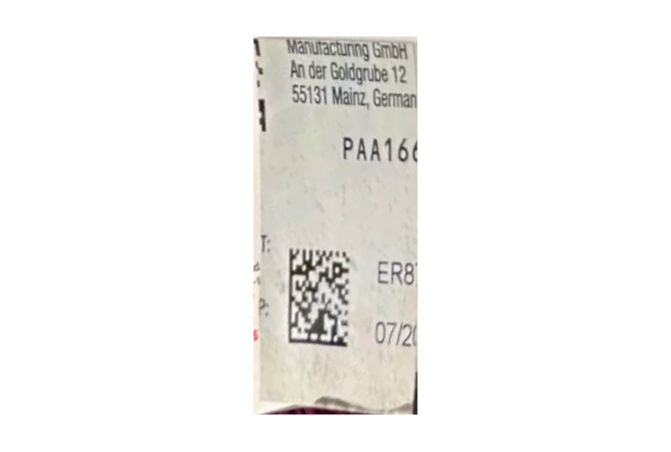 Manufacturing GmbH
An der Goldgrube 12
55131 Mainz, German
PAA166
T:
ER8
P:
07/20